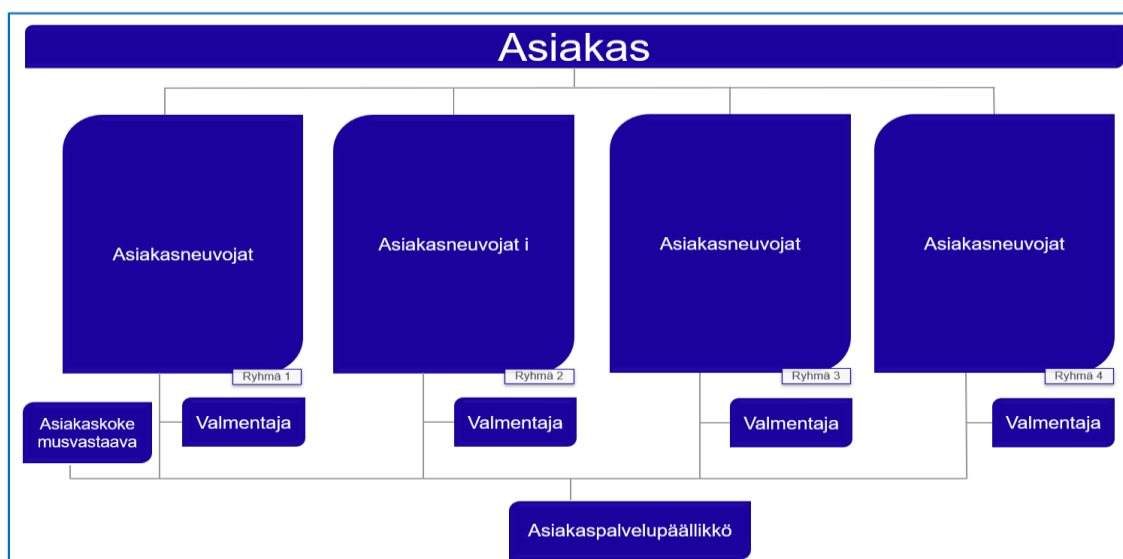 Asiakas
Asiakasneuvojat
Asiakasneuvojat i
Asiakasneuvojat
Asiakasneuvojat
Ryhmä 1
Ryhmä 2
Ryhmä 3
Ryhmä 4
Asiakaskoke
musvastaava
Valmentaja
Valmentaja
Valmentaja
Valmentaja
Asiakaspalvelupäällikkö